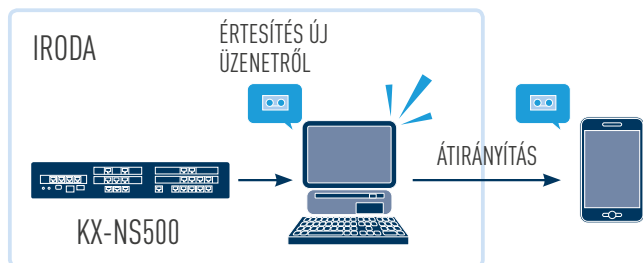 IRODA
ÉRTESÍTÉS ÚJ
ÜZENETRŐL
ÁTIRÁNYÍTÁS
KX-NS500